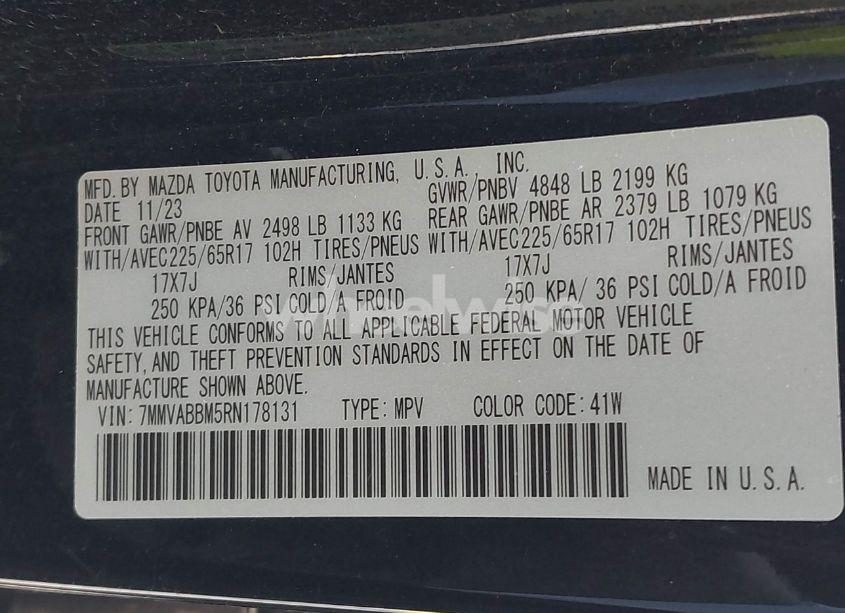 MFD. BY MAZDA TOYOTA MANUFACTURING, U.S.A., INC.
DATE 11/23 GVWR/PNBV 4848 LB 2199 KG
FRONT GAWR/PNBE AV 2498 LB 1133 KG REAR GAWR/PNBE AR 2379 LB 1079 KG
WITH/AVEC225/65R17 102H TIRES/PNEUS WITH/AVEC225/65R17 102H TIRES/PNEUS
17X7J RIMS/JANTES 17X7J RIMS/JANTES
250 KPA/36 PSI COLD/A FROID 250 KPA/ 36 PSI COLD/A FROID
THIS VEHICLE CONFORMS TO ALL APPLICABLE FEDERAL MOTOR VEHICLE
SAFETY, AND THEFT PREVENTION STANDARDS IN EFFECT ON THE DATE OF
MANUFACTURE SHOWN ABOVE.
VIN: 7MMVABBM5RN178131 TYPE: MPV COLOR CODE: 41W
MADE IN U.S.A.